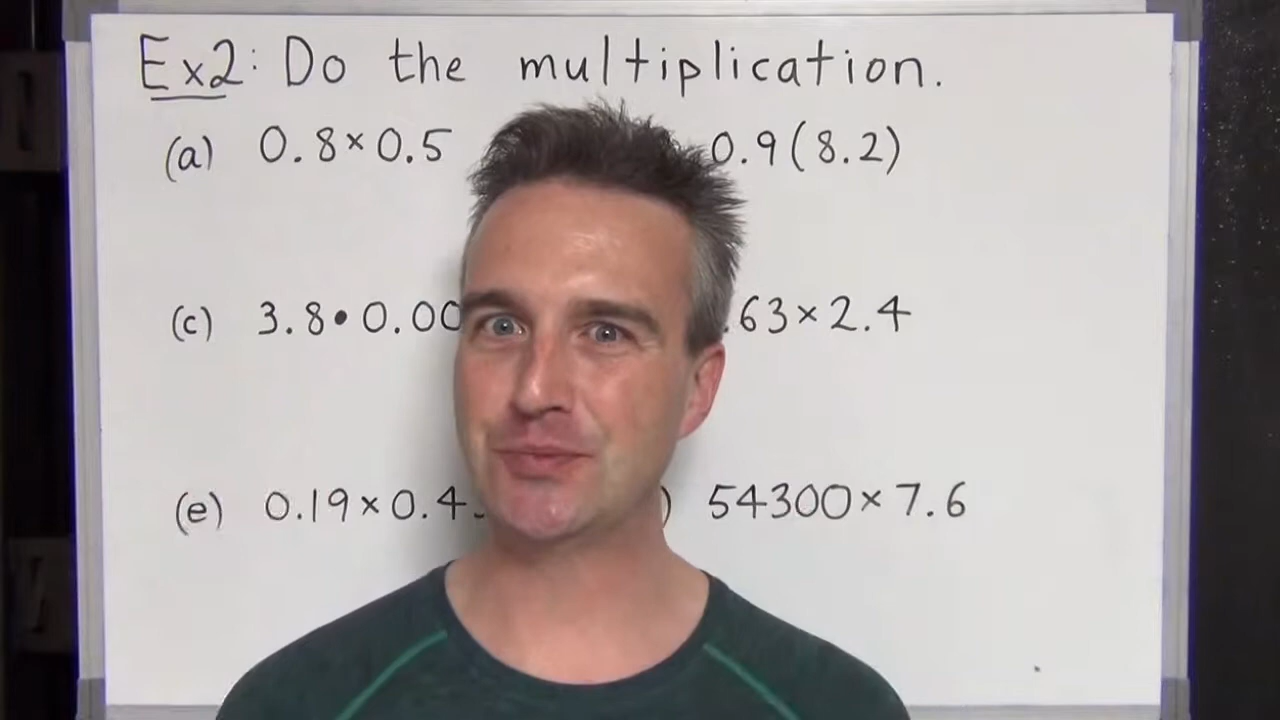 Ex2: Do the multiplication.
(a) 0.8×0.5 0.9(8.2)
(c) 3.8•0.00 .63×2.4
(e) 0.19×0.4 ) 54300×7.6